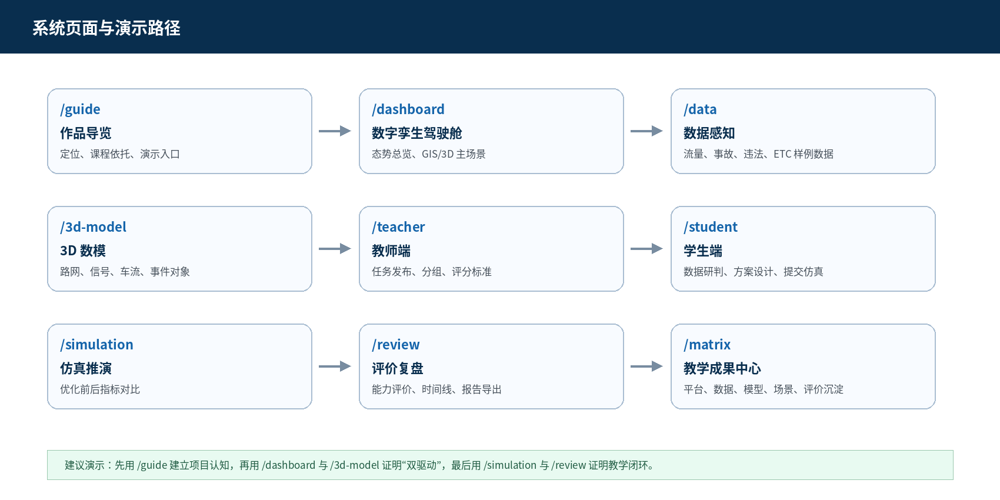 系统页面与演示路径
/guide
作品导览
定位、课程依托、演示入口
/dashboard
数字孪生驾驶舱
态势总览、GIS/3D 主场景
/data
数据感知
流量、事故、违法、ETC 样例数据
/3d-model
3D 数模
路网、信号、车流、事件对象
/teacher
教师端
任务发布、分组、评分标准
/student
学生端
数据研判、方案设计、提交仿真
/simulation
仿真推演
优化前后指标对比
/review
评价复盘
能力评价、时间线、报告导出
/matrix
教学成果中心
平台、数据、模型、场景、评价沉淀
建议演示：先用 /guide 建立项目认知，再用 /dashboard 与 /3d-model 证明“双驱动”，最后用 /simulation 与 /review 证明教学闭环。